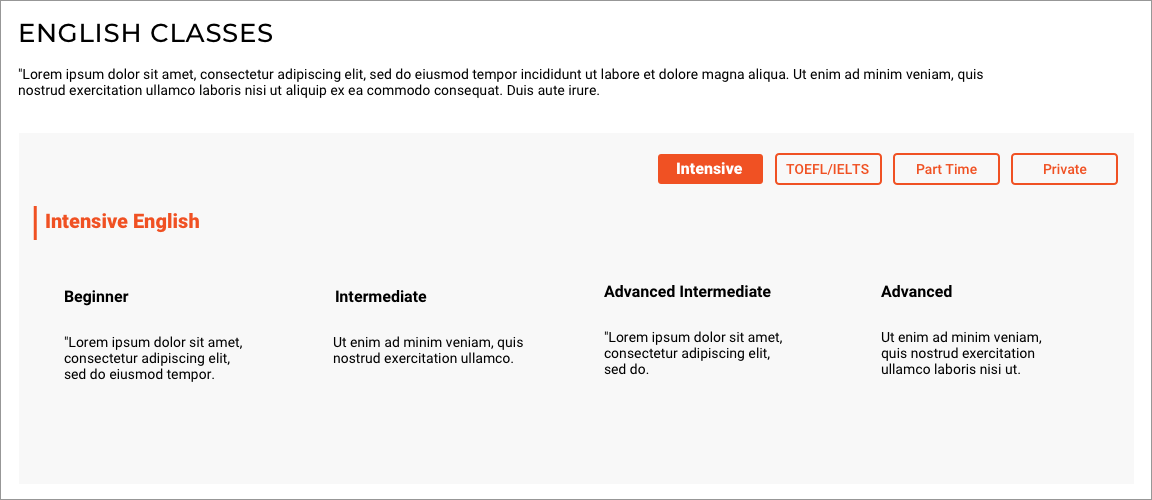 ENGLISH CLASSES
"Lorem ipsum dolor sit amet, consectetur adipiscing elit, sed do eiusmod tempor incididunt ut labore et dolore magna aliqua. Ut enim ad minim veniam, quis
nostrud exercitation ullamco laboris nisi ut aliquip ex ea commodo consequat. Duis aute irure.
Intensive
TOEFL/IELTS
Part Time
Private
Intensive English
Beginner
"Lorem ipsum dolor sit amet,
consectetur adipiscing elit,
sed do eiusmod tempor.
Intermediate
Ut enim ad minim veniam, quis
nostrud exercitation ullamco.
Advanced Intermediate
"Lorem ipsum dolor sit amet,
consectetur adipiscing elit,
sed do.
Advanced
Ut enim ad minim veniam,
quis nostrud exercitation
ullamco laboris nisi ut.